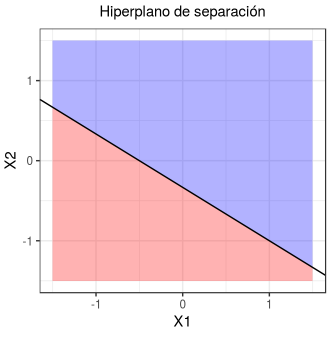 Hiperplano de separación
1
0
-1
X2
-1
0
1
X1